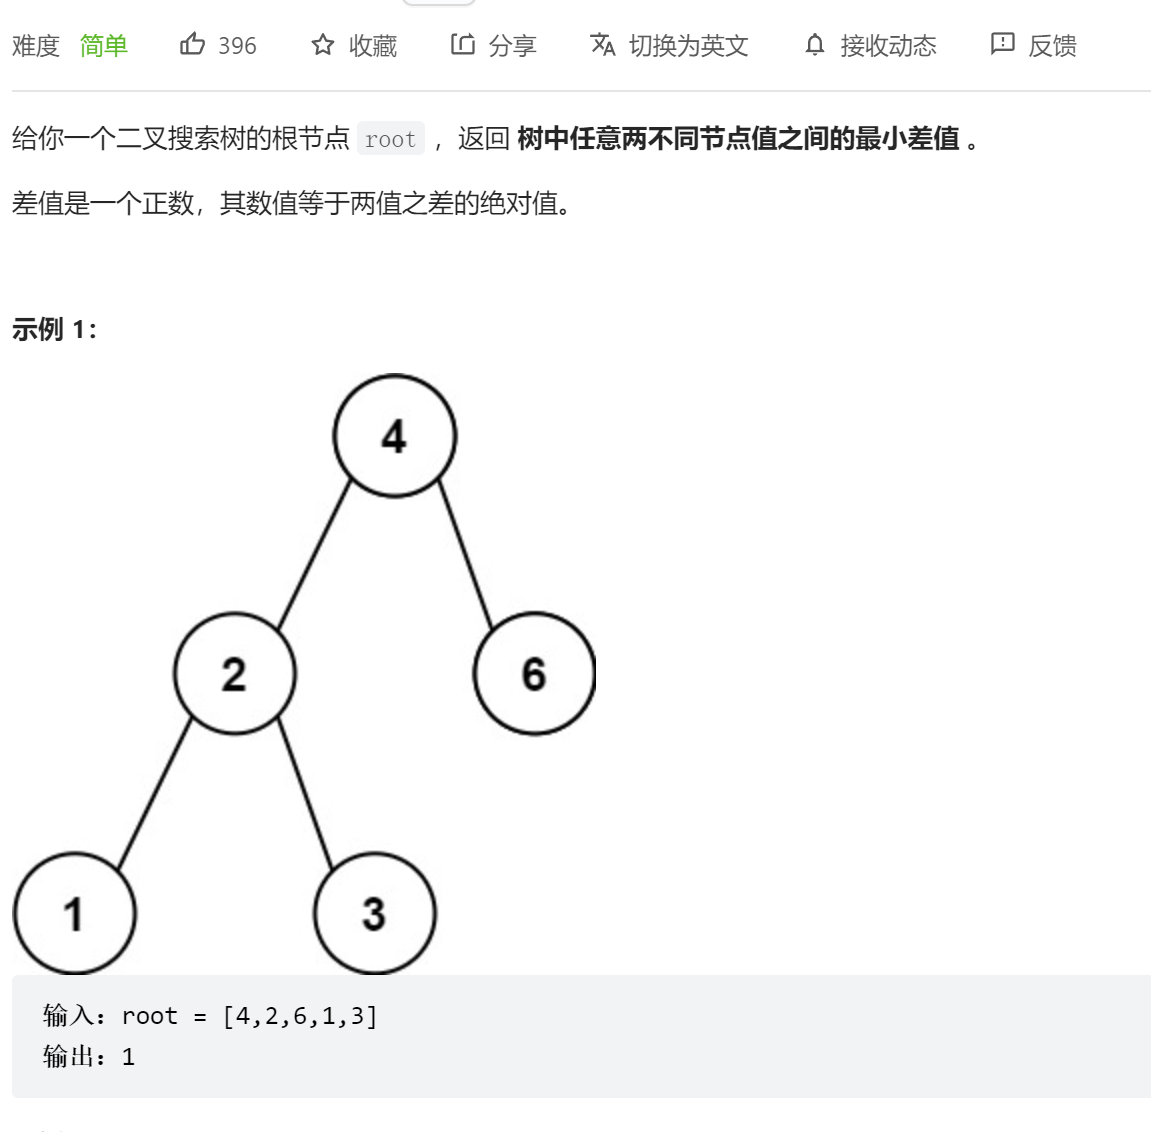 难度 简单 396 收藏 分享 切换为英文 接收动态 反馈
给你一个二叉搜索树的根节点 root ，返回 树中任意两不同节点值之间的最小差值 。
差值是一个正数，其数值等于两值之差的绝对值。
示例 1：
4
2 6
1 3
输入：root = [4,2,6,1,3]
输出：1